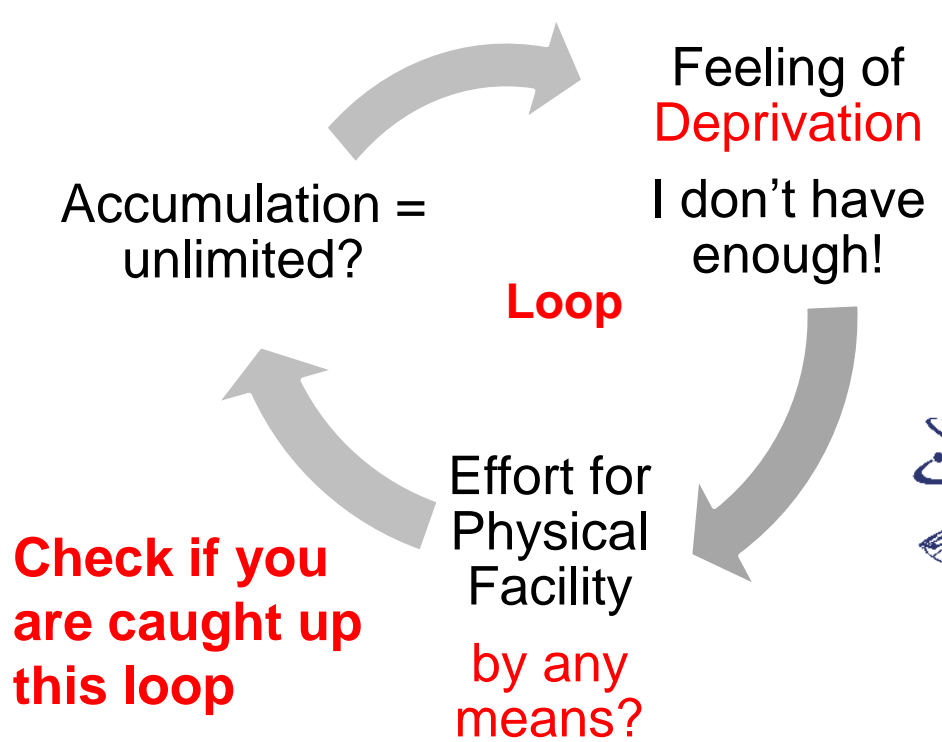 Feeling of
Deprivation
I don’t have
enough!
Accumulation =
unlimited?
Loop
Effort for
Physical
Facility
by any
means?
Check if you
are caught up
this loop